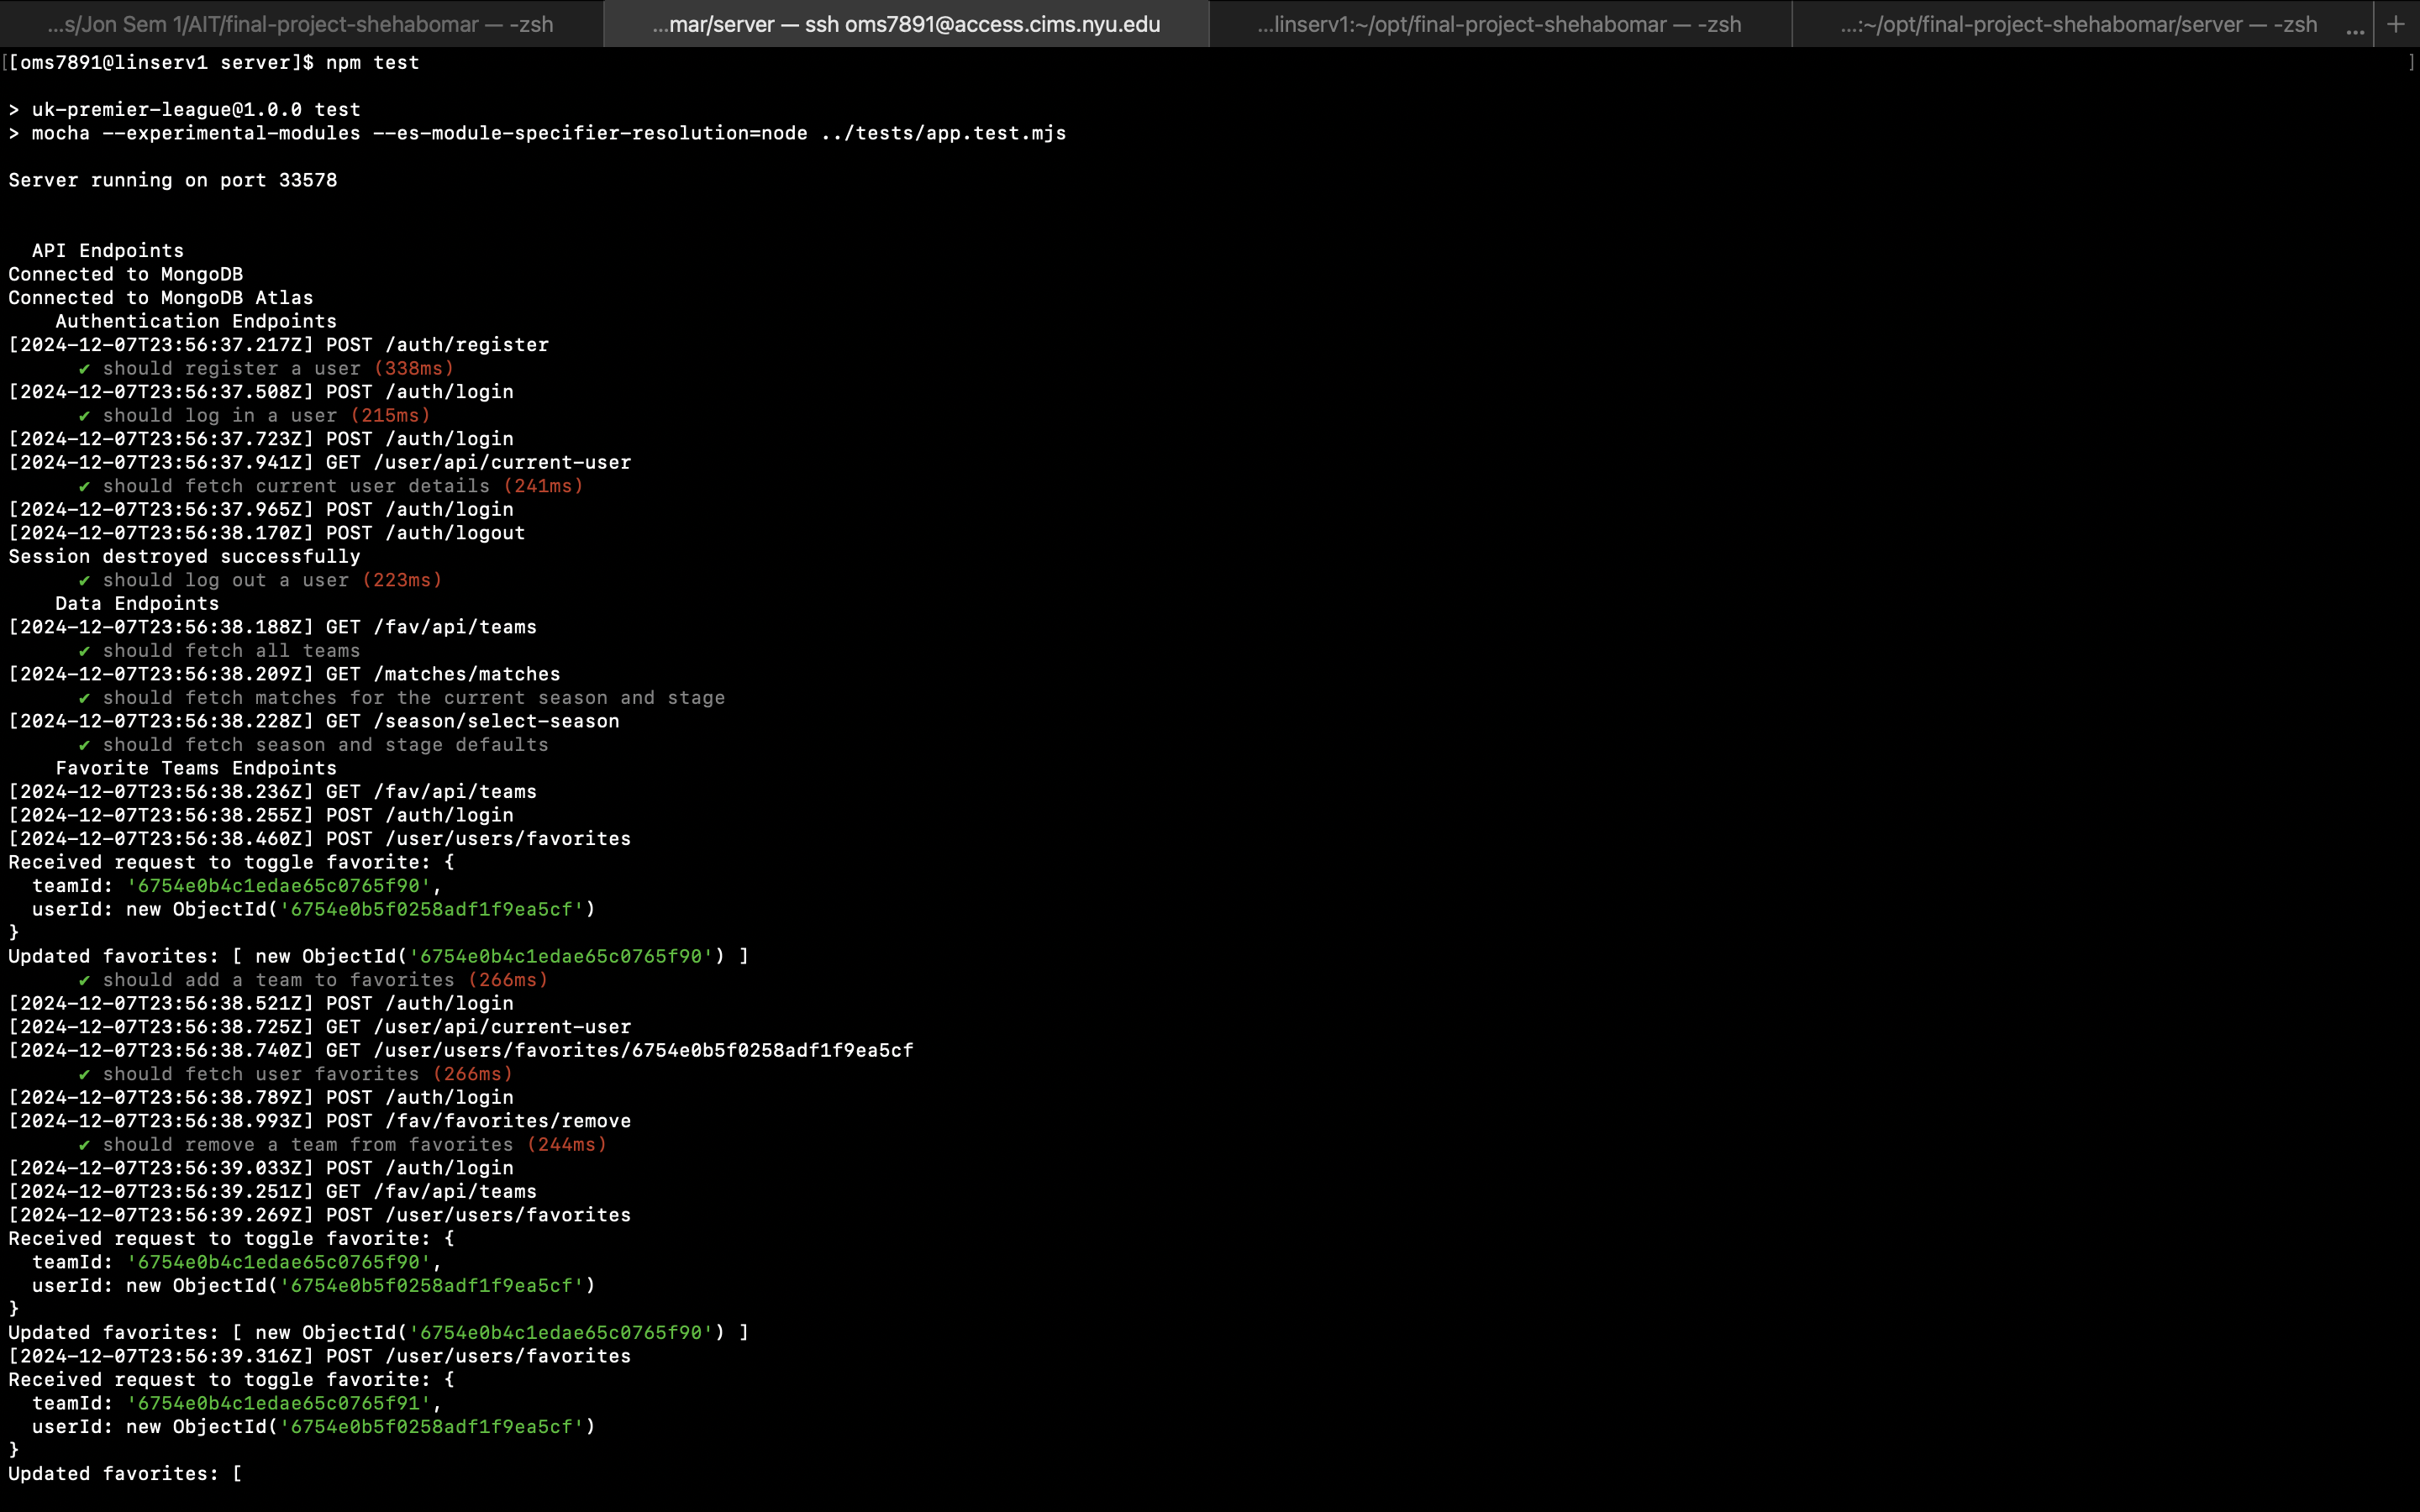 ...s/Jon Sem 1/AIT/final-project-shehabomar — -zsh
...mar/server — ssh oms7891@access.cims.nyu.edu
...linserv1:~/opt/final-project-shehabomar — -zsh
...:~/opt/final-project-shehabomar/server — -zsh
... +
[[oms7891@linserv1 server]$ npm test ]
> uk-premier-league@1.0.0 test
> mocha --experimental-modules --es-module-specifier-resolution=node ../tests/app.test.mjs
Server running on port 33578
API Endpoints
Connected to MongoDB
Connected to MongoDB Atlas
Authentication Endpoints
[2024-12-07T23:56:37.217Z] POST /auth/register
✔ should register a user (338ms)
[2024-12-07T23:56:37.508Z] POST /auth/login
✔ should log in a user (215ms)
[2024-12-07T23:56:37.723Z] POST /auth/login
[2024-12-07T23:56:37.941Z] GET /user/api/current-user
✔ should fetch current user details (241ms)
[2024-12-07T23:56:37.965Z] POST /auth/login
[2024-12-07T23:56:38.170Z] POST /auth/logout
Session destroyed successfully
✔ should log out a user (223ms)
Data Endpoints
[2024-12-07T23:56:38.188Z] GET /fav/api/teams
✔ should fetch all teams
[2024-12-07T23:56:38.209Z] GET /matches/matches
✔ should fetch matches for the current season and stage
[2024-12-07T23:56:38.228Z] GET /season/select-season
✔ should fetch season and stage defaults
Favorite Teams Endpoints
[2024-12-07T23:56:38.236Z] GET /fav/api/teams
[2024-12-07T23:56:38.255Z] POST /auth/login
[2024-12-07T23:56:38.460Z] POST /user/users/favorites
Received request to toggle favorite: {
teamId: '6754e0b4c1edae65c0765f90',
userId: new ObjectId('6754e0b5f0258adf1f9ea5cf')
}
Updated favorites: [ new ObjectId('6754e0b4c1edae65c0765f90') ]
✔ should add a team to favorites (266ms)
[2024-12-07T23:56:38.521Z] POST /auth/login
[2024-12-07T23:56:38.725Z] GET /user/api/current-user
[2024-12-07T23:56:38.740Z] GET /user/users/favorites/6754e0b5f0258adf1f9ea5cf
✔ should fetch user favorites (266ms)
[2024-12-07T23:56:38.789Z] POST /auth/login
[2024-12-07T23:56:38.993Z] POST /fav/favorites/remove
✔ should remove a team from favorites (244ms)
[2024-12-07T23:56:39.033Z] POST /auth/login
[2024-12-07T23:56:39.251Z] GET /fav/api/teams
[2024-12-07T23:56:39.269Z] POST /user/users/favorites
Received request to toggle favorite: {
teamId: '6754e0b4c1edae65c0765f90',
userId: new ObjectId('6754e0b5f0258adf1f9ea5cf')
}
Updated favorites: [ new ObjectId('6754e0b4c1edae65c0765f90') ]
[2024-12-07T23:56:39.316Z] POST /user/users/favorites
Received request to toggle favorite: {
teamId: '6754e0b4c1edae65c0765f91',
userId: new ObjectId('6754e0b5f0258adf1f9ea5cf')
}
Updated favorites: [